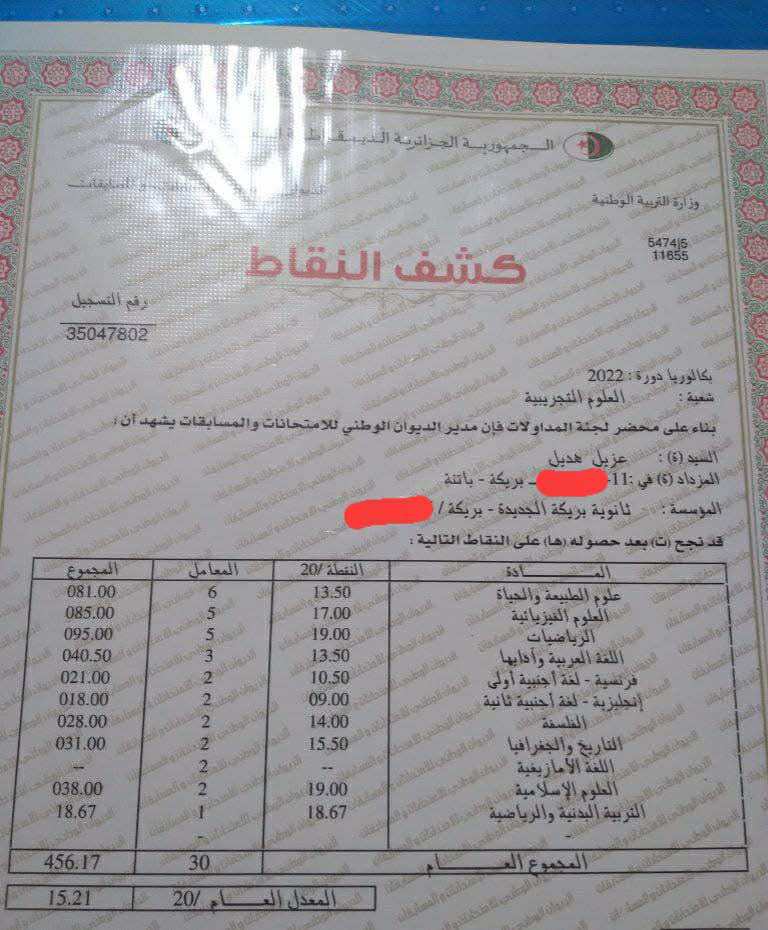 الجمهورية الجزائرية الديمقراطية
وزارة التربية الوطنية
والمسابقات
5474|5
11655
كشف النقاط
رقم التسجيل
35047802
بكالوريا دورة : 2022
شعبة : العلوم التجريبية
بناء على محضر لجنة المداولات فإن مدير الديوان الوطني للامتحانات والمسابقات يشهد أن :
السيد (ة) : عزيل هديل
المزداد (ة) في : 11- بريكة - باتنة
المؤسسة : ثانوية بريكة الجديدة - بريكة /
قد نجح (ت) بعد حصوله (ها) على النقاط التالية :
المــــادة النقطة /20 المعامل المجموع
علوم الطبيعة والحياة 13.50 6 081.00
العلوم الفيزيائية 17.00 5 085.00
الرياضيات 19.00 5 095.00
اللغة العربية وأدابها 13.50 3 040.50
فرنسية - لغة أجنبية أولى 10.50 2 021.00
إنجليزية - لغة أجنبية ثانية 09.00 2 018.00
الفلسفة 14.00 2 028.00
التاريخ والجغرافيا 15.50 2 031.00
اللغة الأمازيغية -- 2 --
العلوم الإسلامية 19.00 2 038.00
التربية البدنية والرياضية 18.67 1 18.67
- -
المجموع العــــام 30 456.17
المعدل العــام /20 15.21